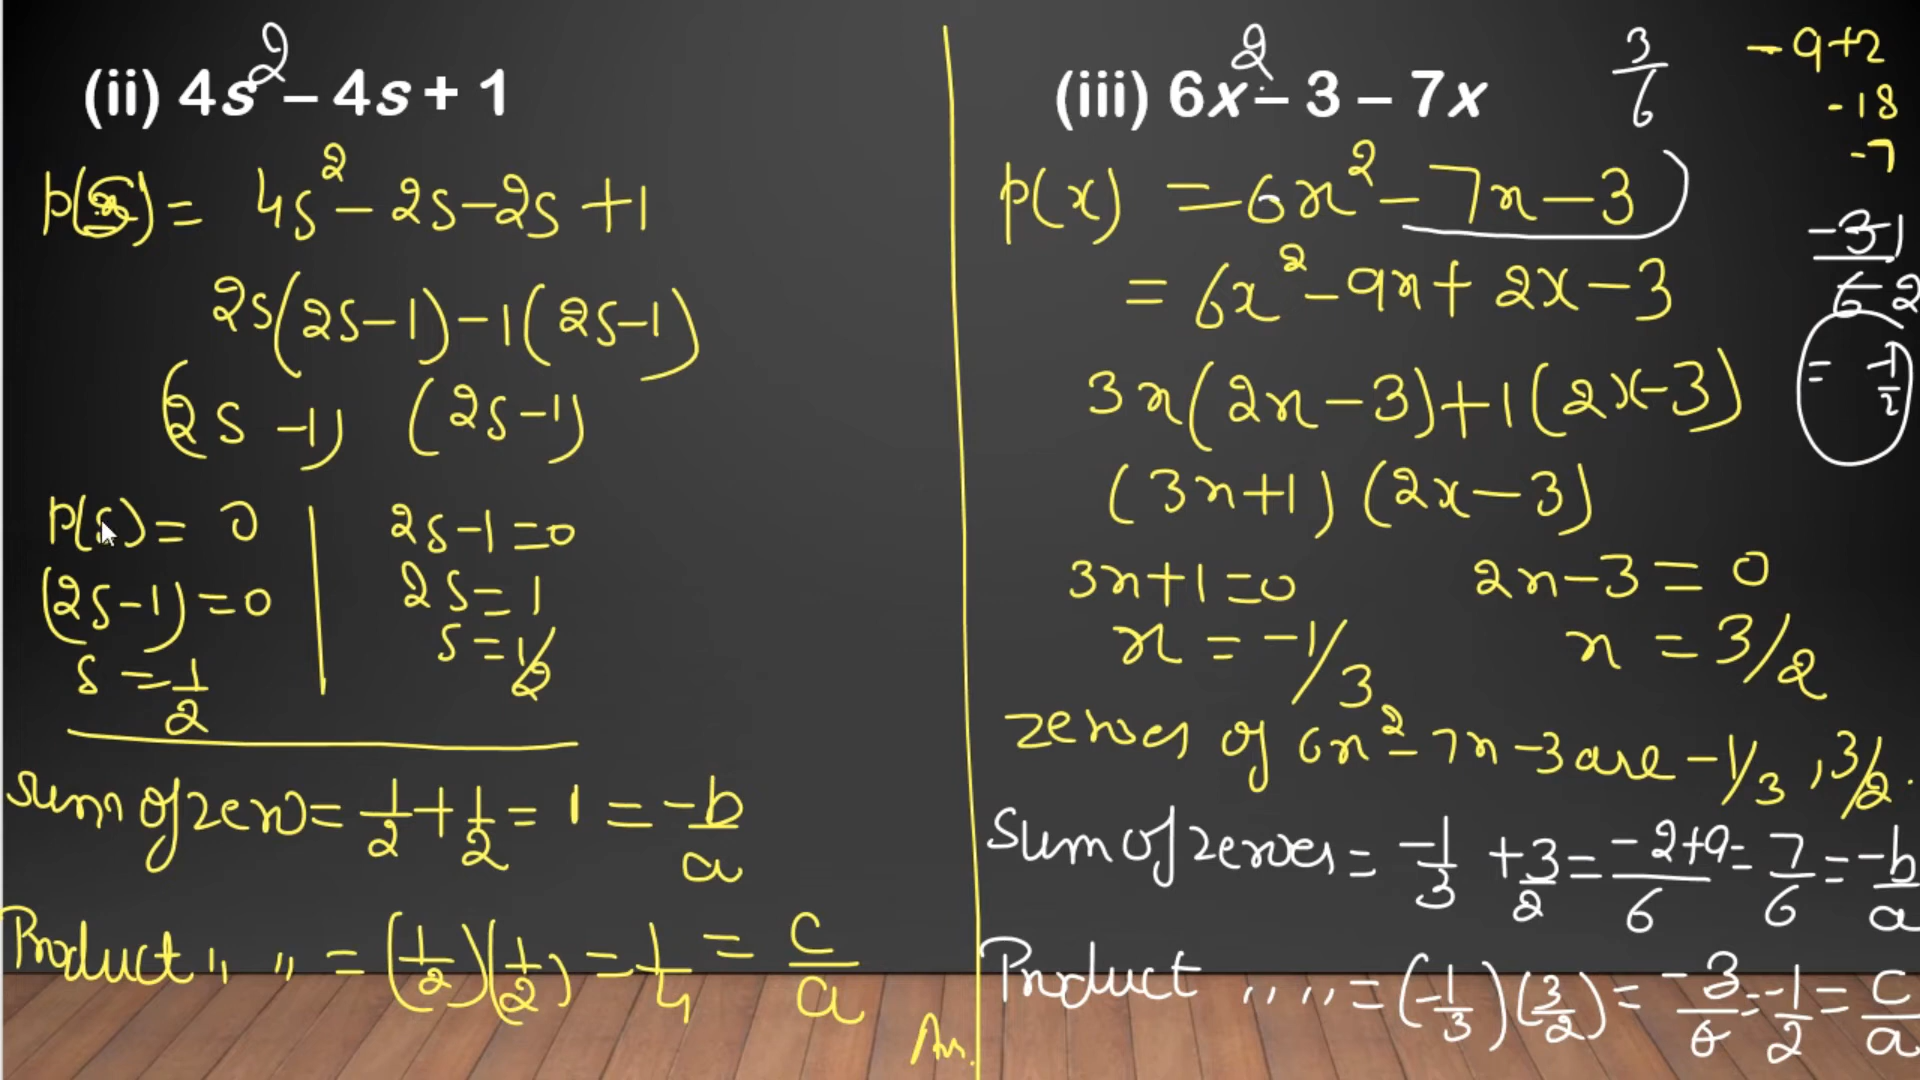 (ii) 4s² – 4s + 1
p(s) = 4s² – 2s – 2s + 1
2s(2s – 1) – 1(2s – 1)
(2s – 1) (2s – 1)
p(s) = 0
(2s – 1) = 0
s = 1/2
2s – 1 = 0
2s = 1
s = 1/2
Sum of zero = 1/2 + 1/2 = 1 = -b/a
Product ,, ,, = (1/2)(1/2) = 1/4 = c/a
An.
(iii) 6x² – 3 – 7x
3/6
-9+2
-18
-7
p(x) = 6x² – 7x – 3
= 6x² – 9x + 2x – 3
3x(2x – 3) + 1(2x – 3)
(3x + 1) (2x – 3)
3x + 1 = 0
x = -1/3
2x – 3 = 0
x = 3/2
zeroes of 6x² – 7x – 3 are -1/3, 3/2.
Sum of zeroes = -1/3 + 3/2 = -2+9/6 = 7/6 = -b/a
Product ,, ,, = (-1/3)(3/2) = -3/6 = -1/2 = c/a
= -1/2